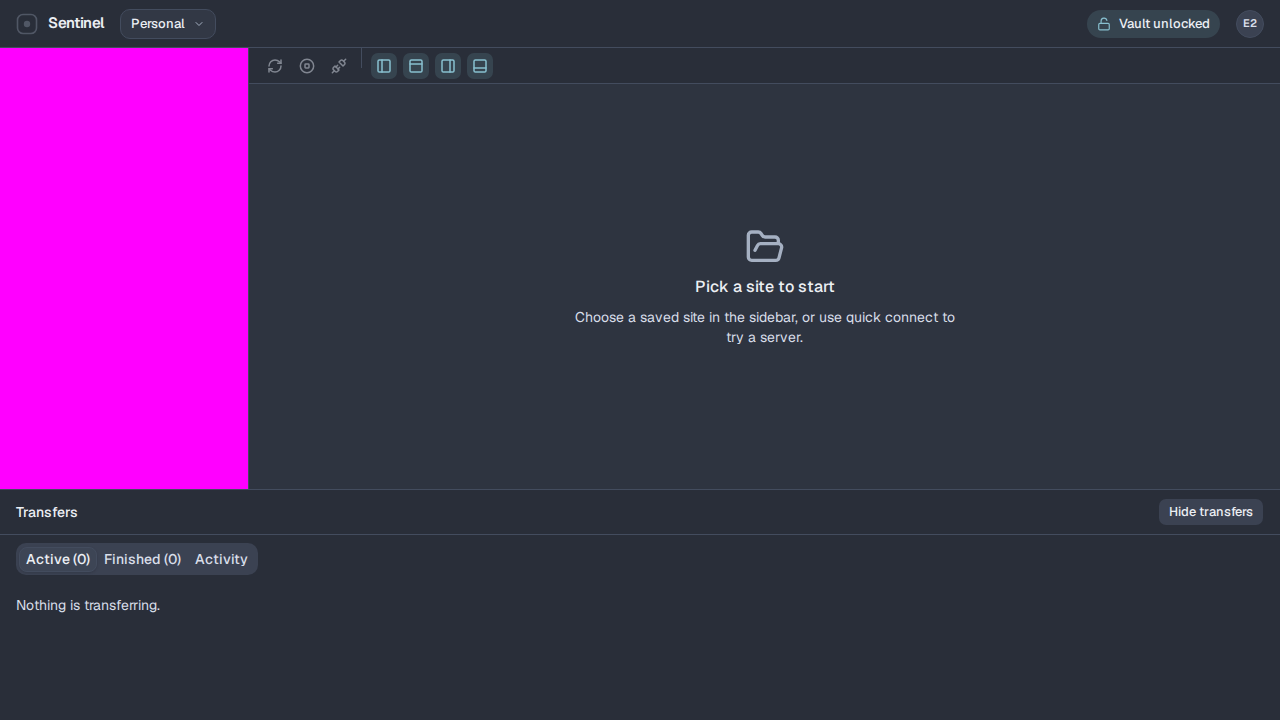 Sentinel
Personal
Vault unlocked
E2
Pick a site to start
Choose a saved site in the sidebar, or use quick connect to
try a server.
Transfers
Hide transfers
Active (0)
Finished (0)
Activity
Nothing is transferring.